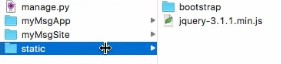 manage.py
myMsgApp
myMsgSite
static
bootstrap
jquery-3.1.1.min.js